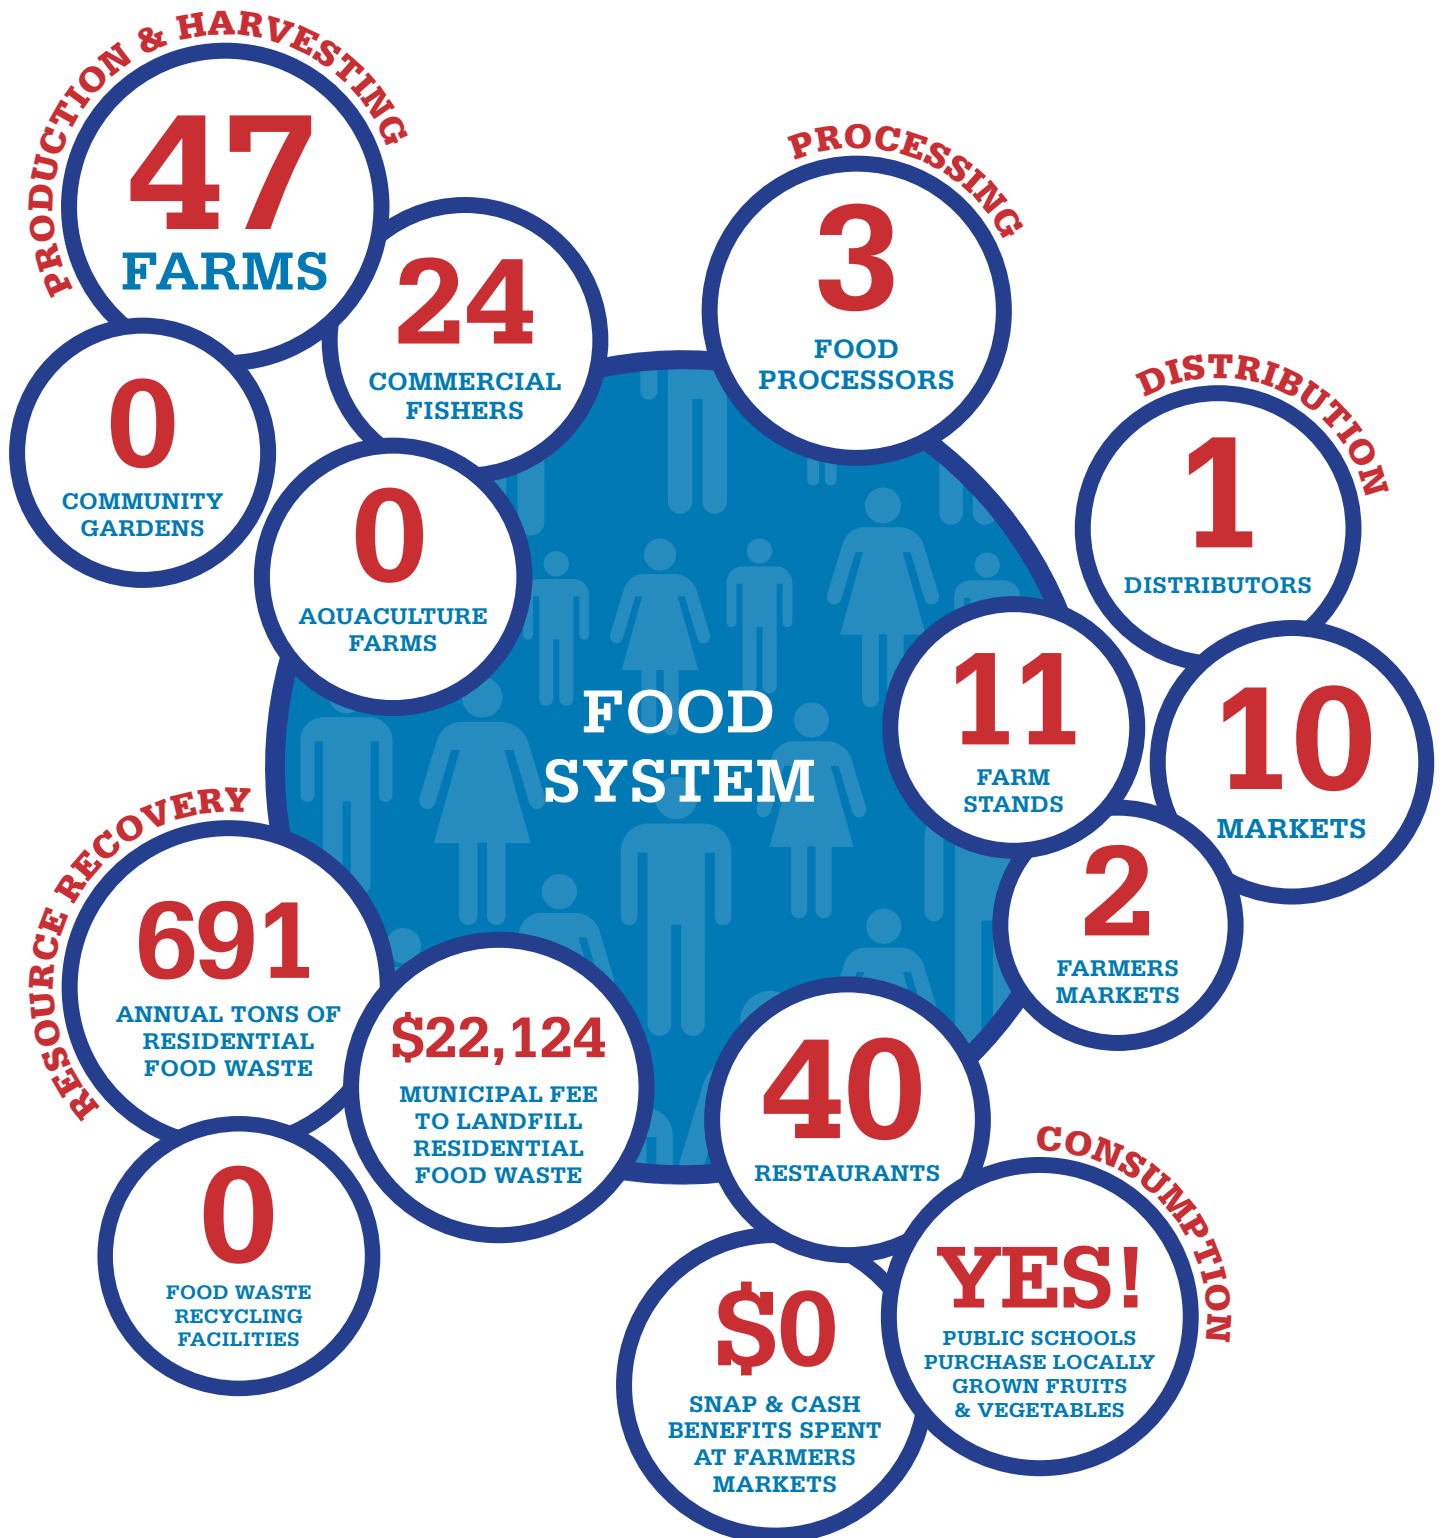 PRODUCTION & HARVESTING
47
FARMS
24
COMMERCIAL
FISHERS
0
COMMUNITY
GARDENS
0
AQUACULTURE
FARMS
PROCESSING
3
FOOD
PROCESSORS
DISTRIBUTION
1
DISTRIBUTORS
11
FARM
STANDS
10
MARKETS
2
FARMERS
MARKETS
FOOD
SYSTEM
RESOURCE RECOVERY
691
ANNUAL TONS OF
RESIDENTIAL
FOOD WASTE
$22,124
MUNICIPAL FEE
TO LANDFILL
RESIDENTIAL
FOOD WASTE
0
FOOD WASTE
RECYCLING
FACILITIES
CONSUMPTION
40
RESTAURANTS
YES!
PUBLIC SCHOOLS
PURCHASE LOCALLY
GROWN FRUITS
& VEGETABLES
$0
SNAP & CASH
BENEFITS SPENT
AT FARMERS
MARKETS